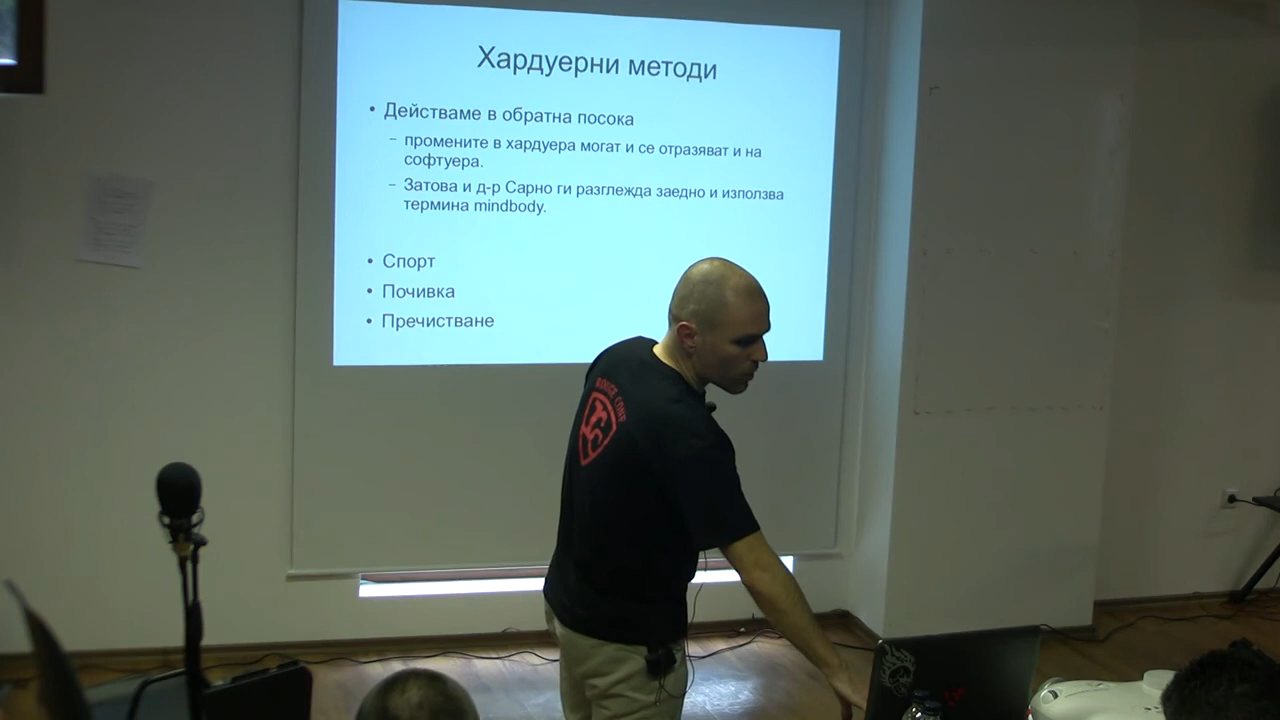 Хардуерни методи
• Действаме в обратна посока
– промените в хардуера могат и се отразяват и на
софтуера.
– Затова и д-р Сарно ги разглежда заедно и използва
термина mindbody.
• Спорт
• Почивка
• Пречистване